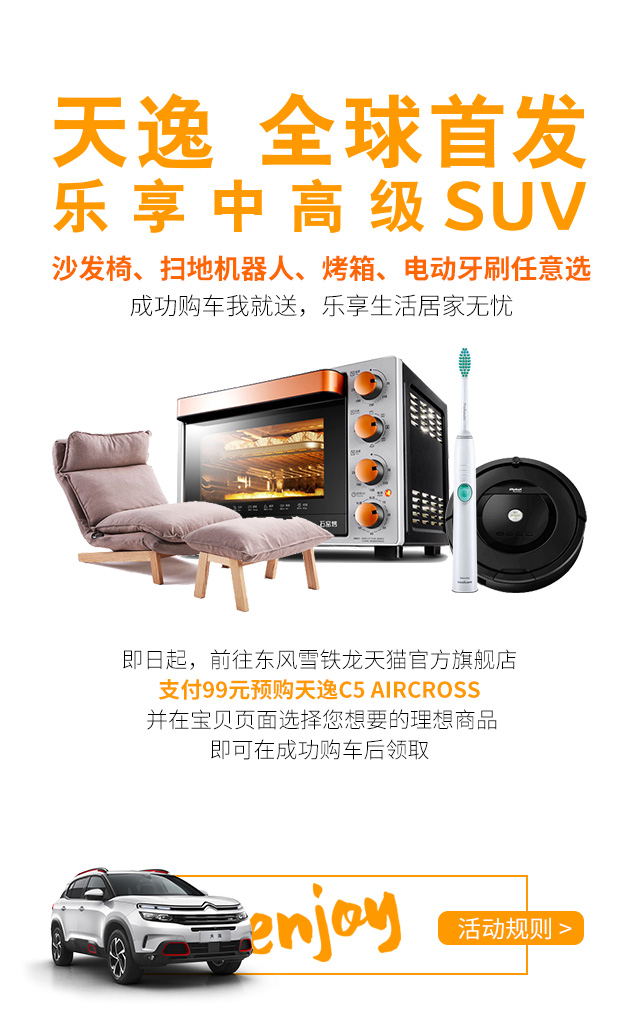 天逸 全球首发
乐享中高级SUV
沙发椅、扫地机器人、烤箱、电动牙刷任意选
成功购车我就送，乐享生活居家无忧
即日起，前往东风雪铁龙天猫官方旗舰店
支付99元预购天逸C5 AIRCROSS
并在宝贝页面选择您想要的理想商品
即可在成功购车后领取
enjoy
活动规则 >
天逸